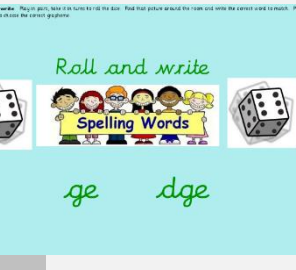 write Play in pairs, take it in turns to roll the dice. Find that picture around the room and write the correct word to match.
choose the correct grapheme.
Roll and write
Spelling Words
ge dge